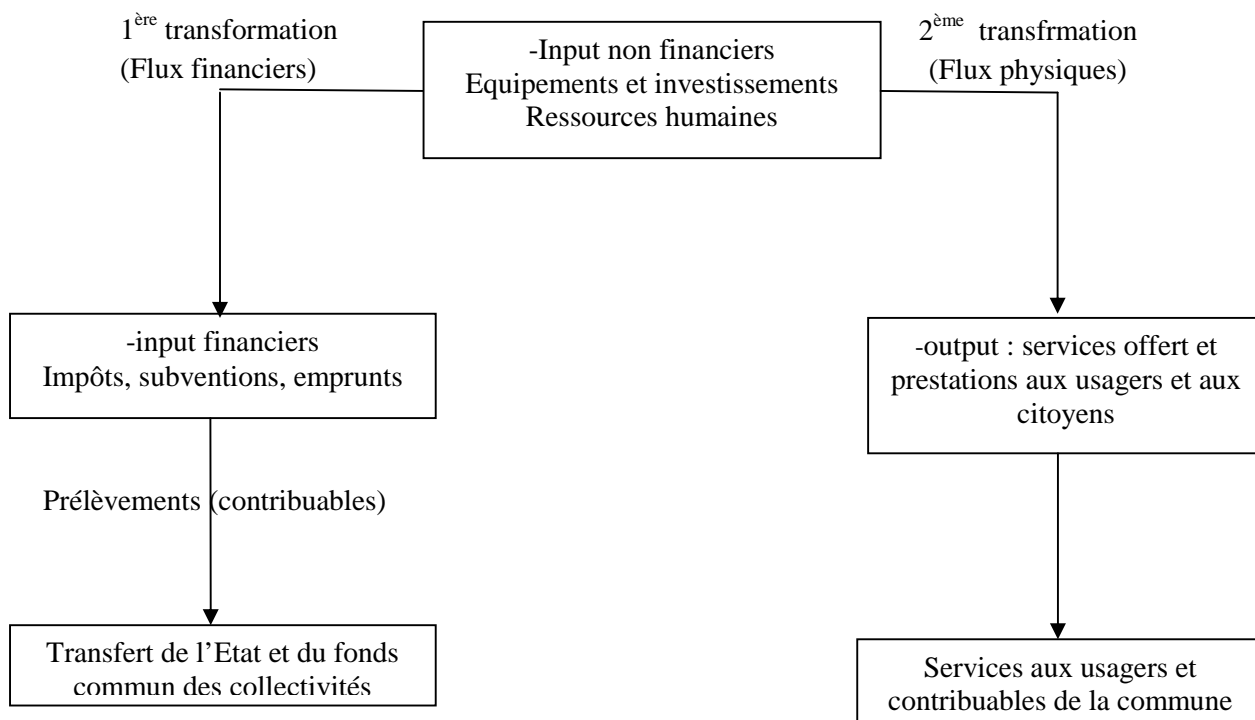 1ère transformation
(Flux financiers)
-Input non financiers
Equipements et investissements
Ressources humaines
2ème transfrmation
(Flux physiques)
-input financiers
Impôts, subventions, emprunts
-output : services offert et
prestations aux usagers et aux
citoyens
Prélèvements (contribuables)
Transfert de l’Etat et du fonds
commun des collectivités
Services aux usagers et
contribuables de la commune